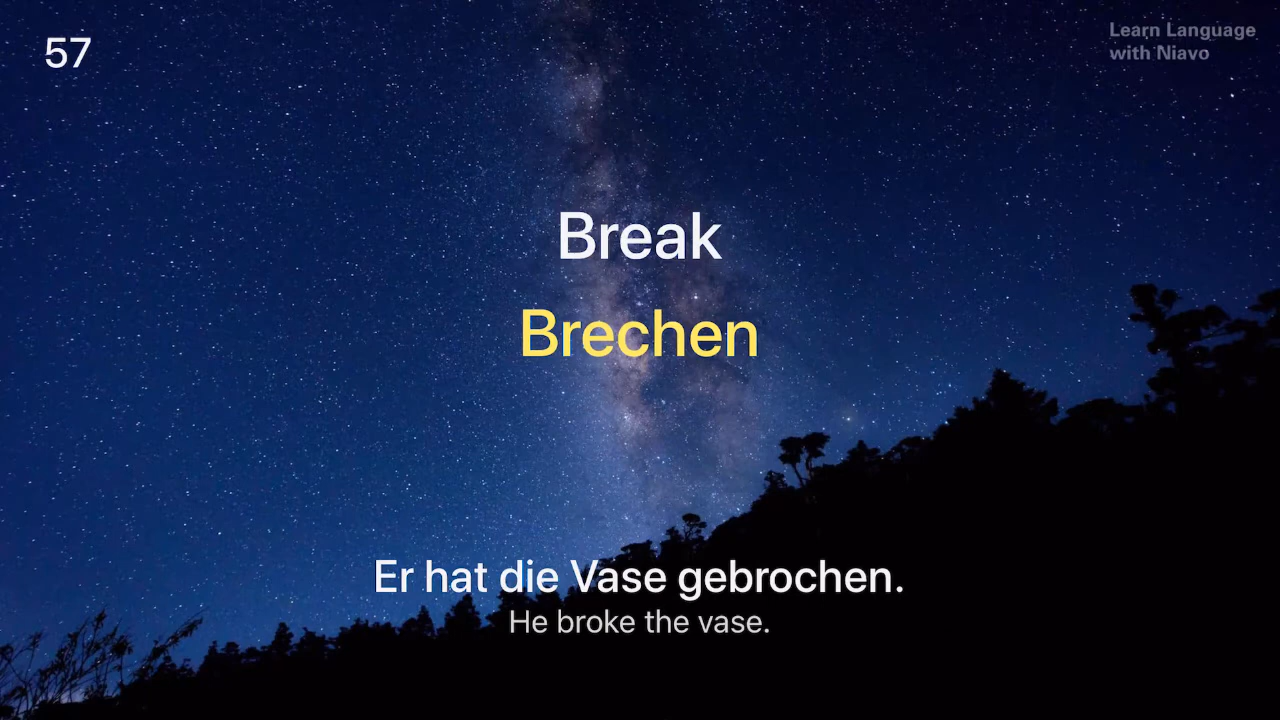 57
Learn Language
with Niavo
Break
Brechen
Er hat die Vase gebrochen.
He broke the vase.